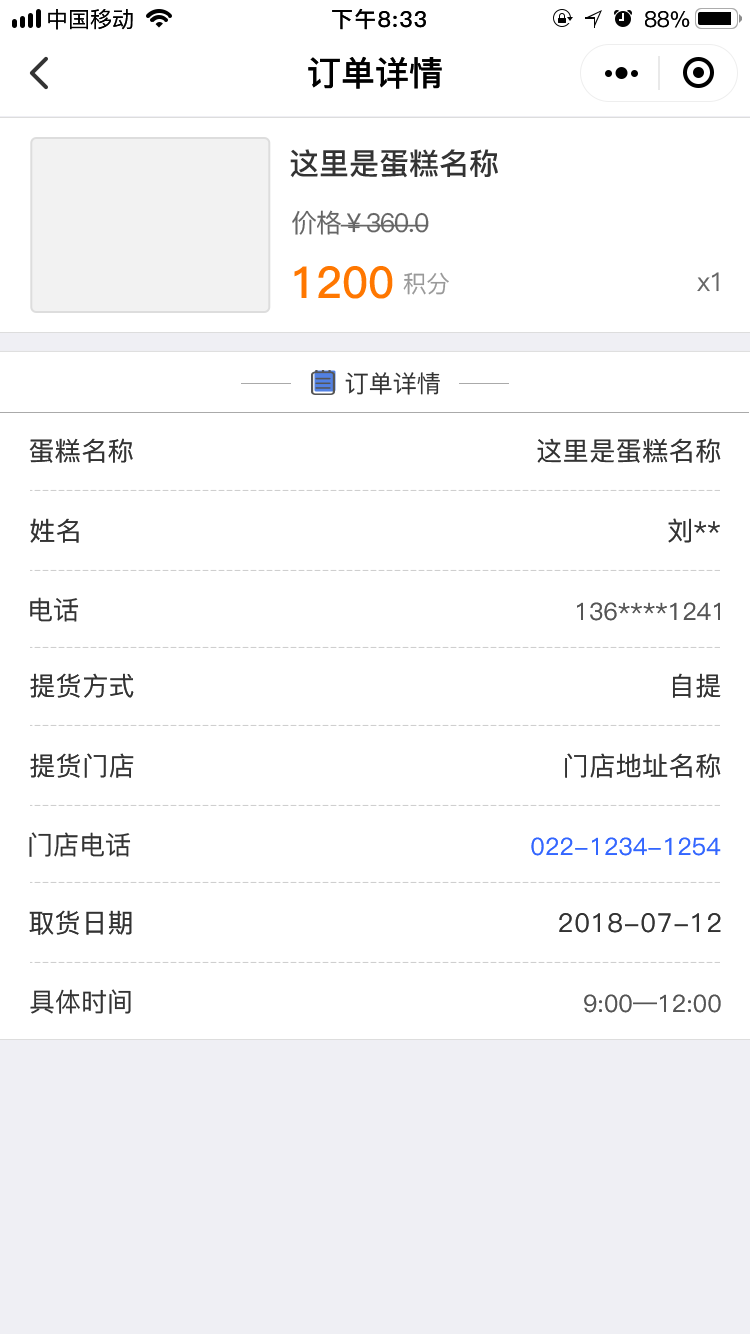 中国移动 下午8:33 88%
订单详情
这里是蛋糕名称
价格￥360.0
1200 积分 x1
订单详情
蛋糕名称 这里是蛋糕名称
姓名 刘**
电话 136****1241
提货方式 自提
提货门店 门店地址名称
门店电话 022-1234-1254
取货日期 2018-07-12
具体时间 9:00—12:00